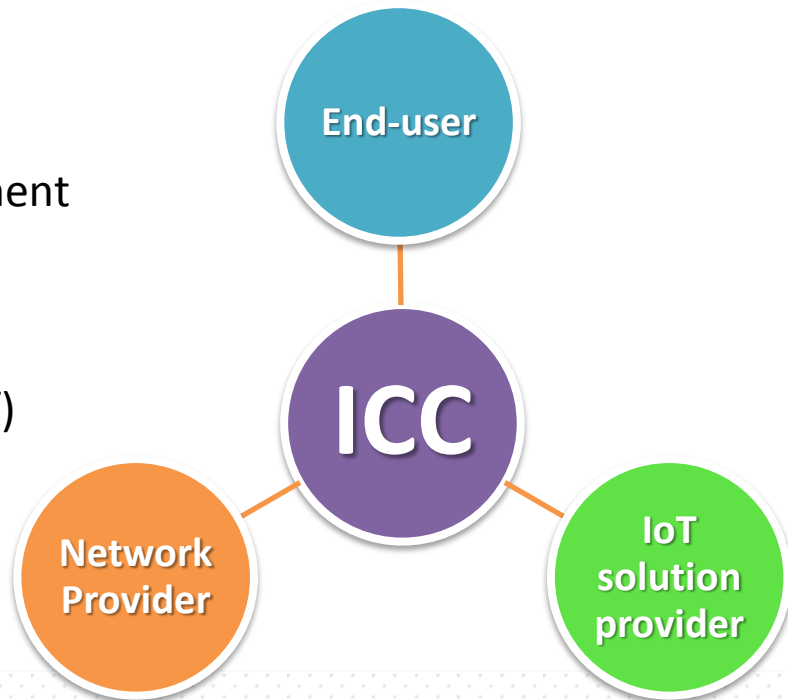 End-user
ICC
Network
Provider
IoT
solution
provider